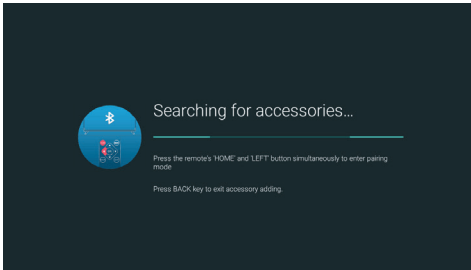 Searching for accessories...
Press the remote's 'HOME' and 'LEFT' button simultaneously to enter pairing
mode
Press BACK key to exit accessory adding.